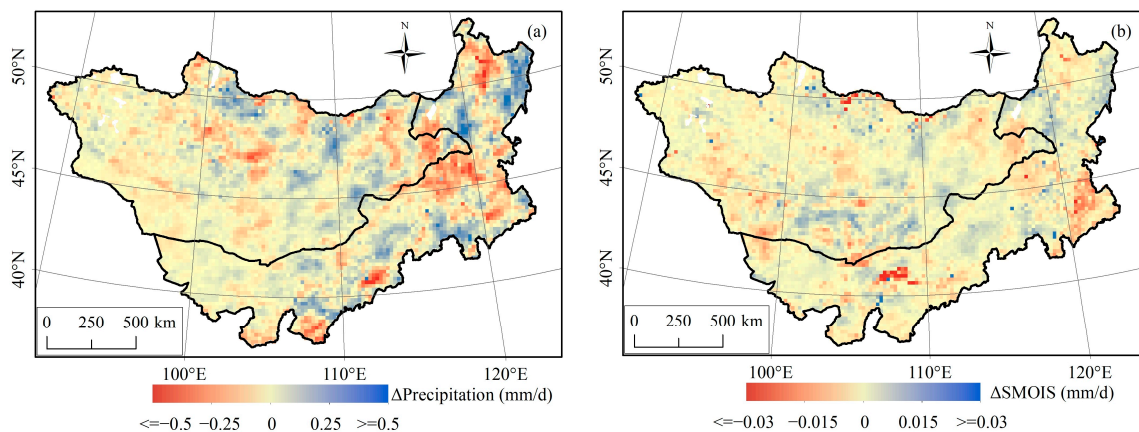 (a)
N
50°N
45°N
40°N
0 250 500 km
100°E 110°E 120°E
ΔPrecipitation (mm/d)
<=−0.5 −0.25 0 0.25 >=0.5
(b)
N
50°N
45°N
40°N
0 250 500 km
100°E 110°E 120°E
ΔSMOIS (mm/d)
<=−0.03 −0.015 0 0.015 >=0.03